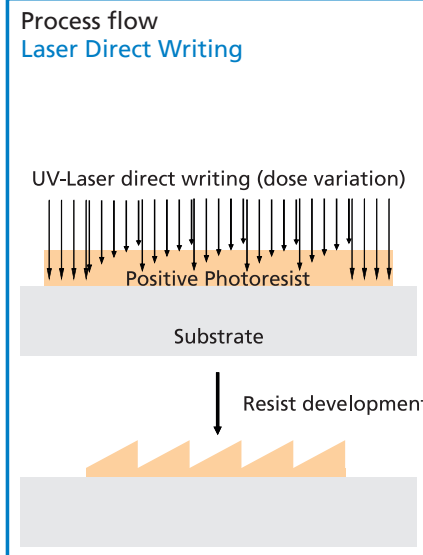 Process flow
Laser Direct Writing
UV-Laser direct writing (dose variation)
Positive Photoresist
Substrate
Resist development